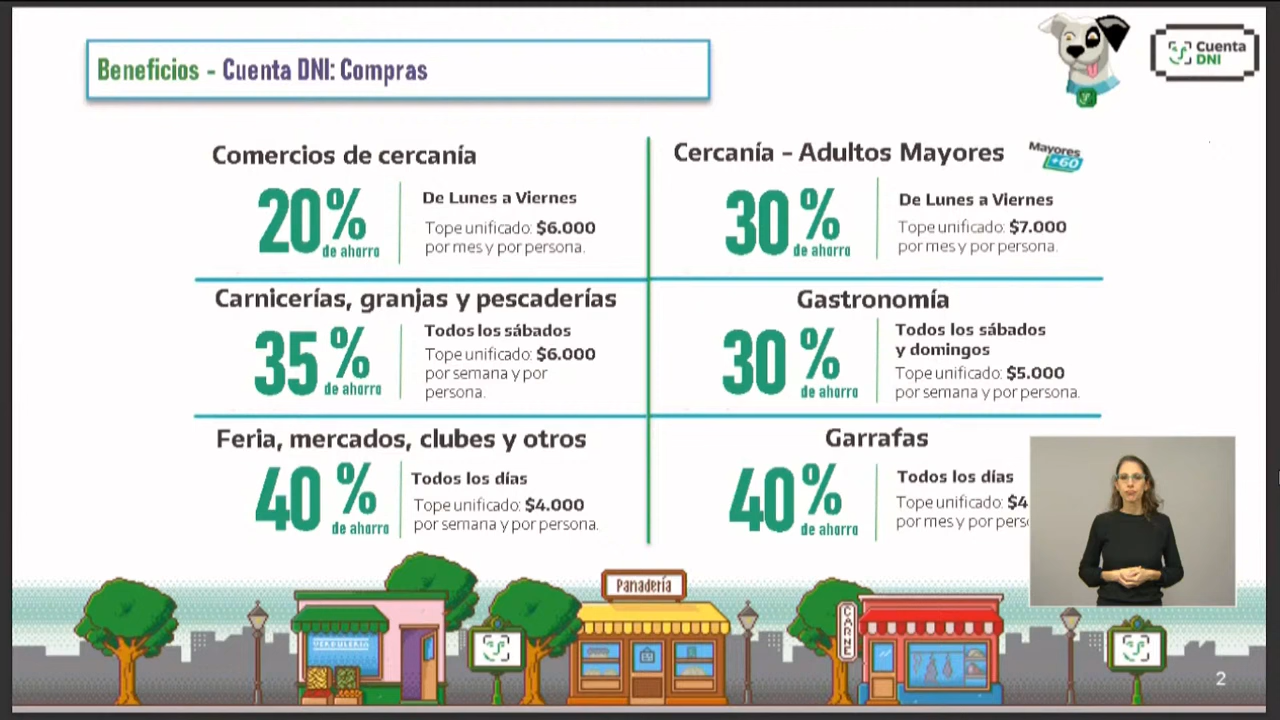 Beneficios - Cuenta DNI: Compras
Cuenta
DNI
Comercios de cercanía
20%
de ahorro
De Lunes a Viernes
Tope unificado: $6.000
por mes y por persona.
Cercanía - Adultos Mayores
Mayores
+60
30%
de ahorro
De Lunes a Viernes
Tope unificado: $7.000
por mes y por persona.
Carnicerías, granjas y pescaderías
35%
de ahorro
Todos los sábados
Tope unificado: $6.000
por semana y por
persona.
Gastronomía
30%
de ahorro
Todos los sábados
y domingos
Tope unificado: $5.000
por semana y por persona.
Feria, mercados, clubes y otros
40%
de ahorro
Todos los días
Tope unificado: $4.000
por semana y por persona.
Garrafas
40%
de ahorro
Todos los días
Tope unificado: $4
por mes y por perso
VERDULERIA
Panadería
CARNE
2